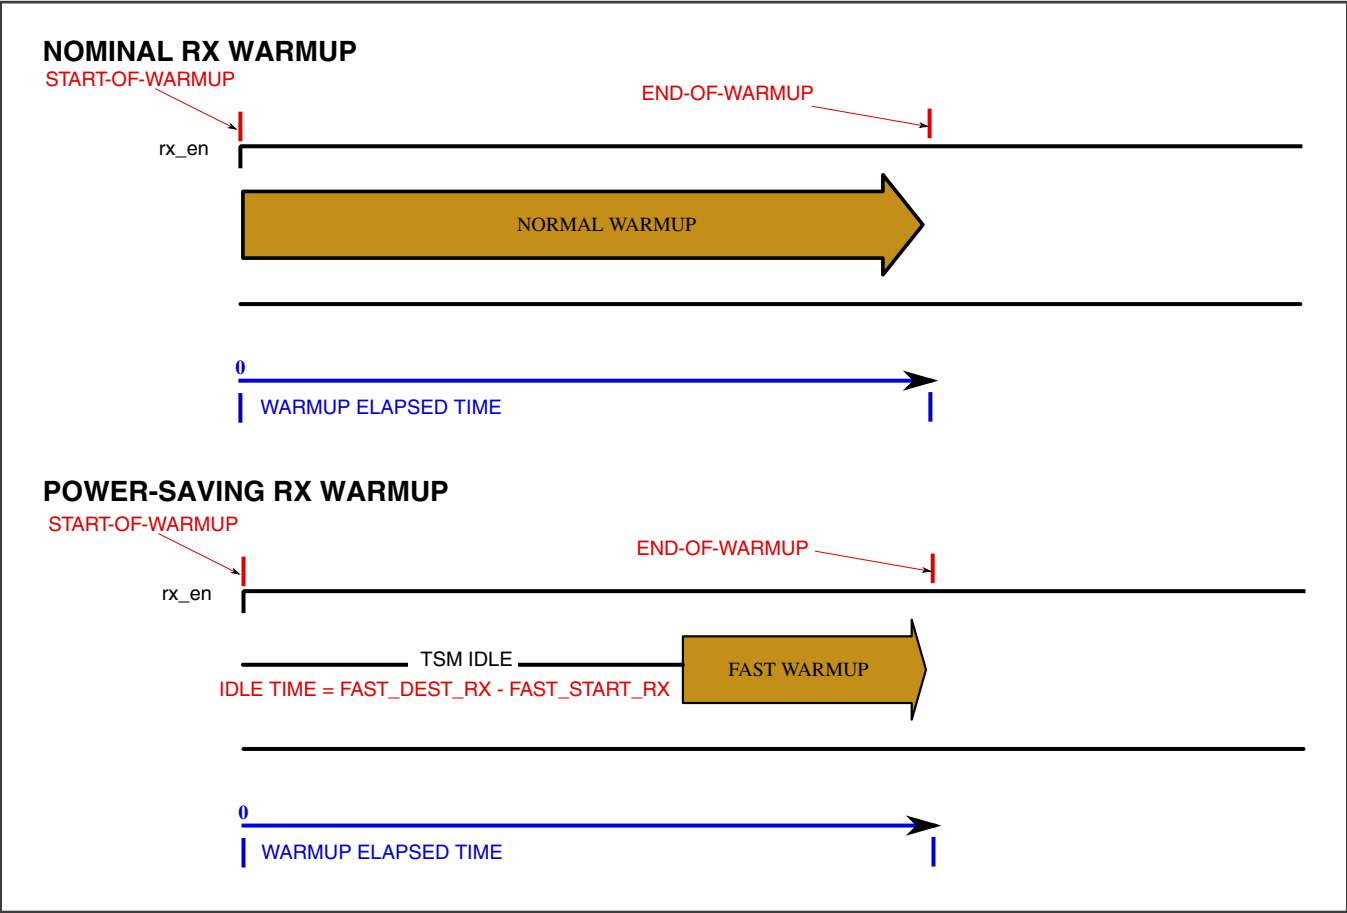 NOMINAL RX WARMUP
START-OF-WARMUP
END-OF-WARMUP
rx_en
NORMAL WARMUP
0
WARMUP ELAPSED TIME
POWER-SAVING RX WARMUP
START-OF-WARMUP
END-OF-WARMUP
rx_en
TSM IDLE
FAST WARMUP
IDLE TIME = FAST_DEST_RX - FAST_START_RX
0
WARMUP ELAPSED TIME